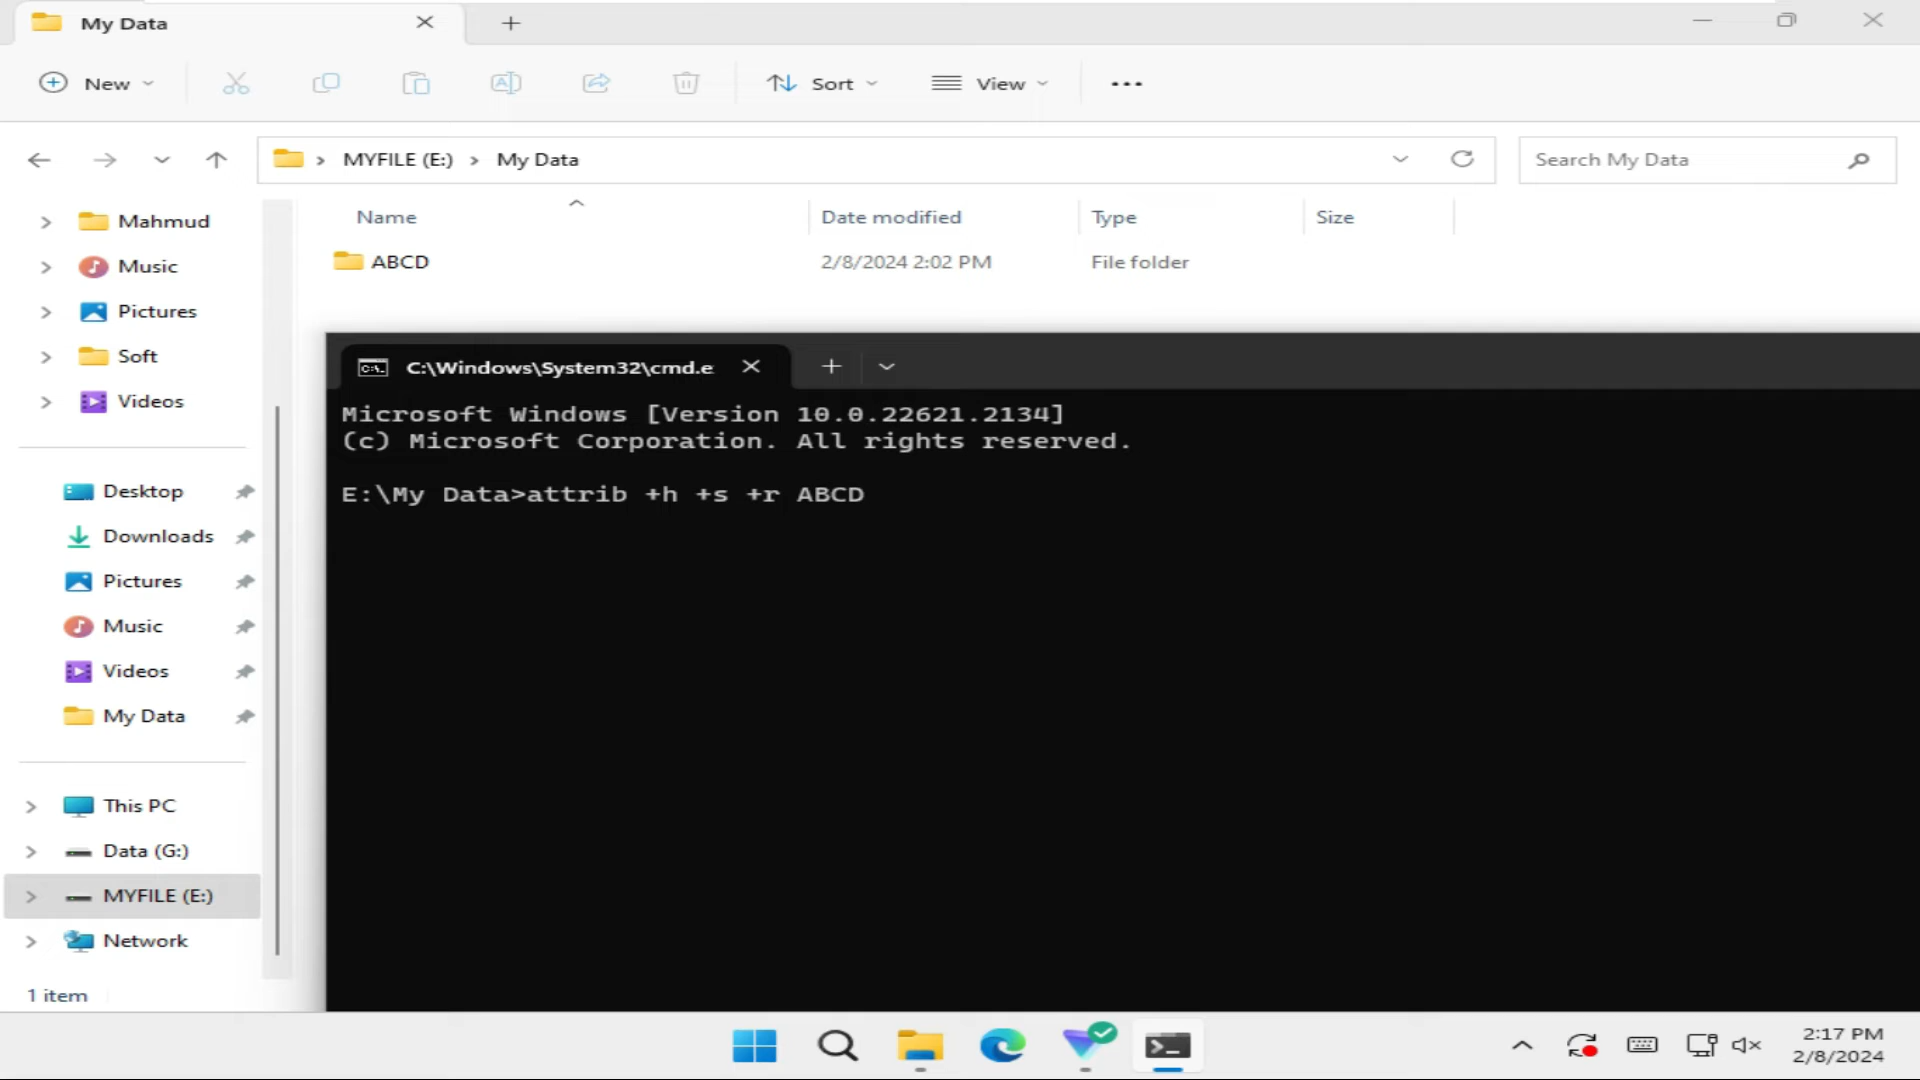 My Data
New
Sort
View
MYFILE (E:)
My Data
Search My Data
Name
Date modified
Type
Size
ABCD
2/8/2024 2:02 PM
File folder
Mahmud
Music
Pictures
Soft
Videos
Desktop
Downloads
Pictures
Music
Videos
My Data
This PC
Data (G:)
MYFILE (E:)
Network
1 item
C:\Windows\System32\cmd.e
Microsoft Windows [Version 10.0.22621.2134]
(c) Microsoft Corporation. All rights reserved.
E:\My Data>attrib +h +s +r ABCD
2:17 PM
2/8/2024